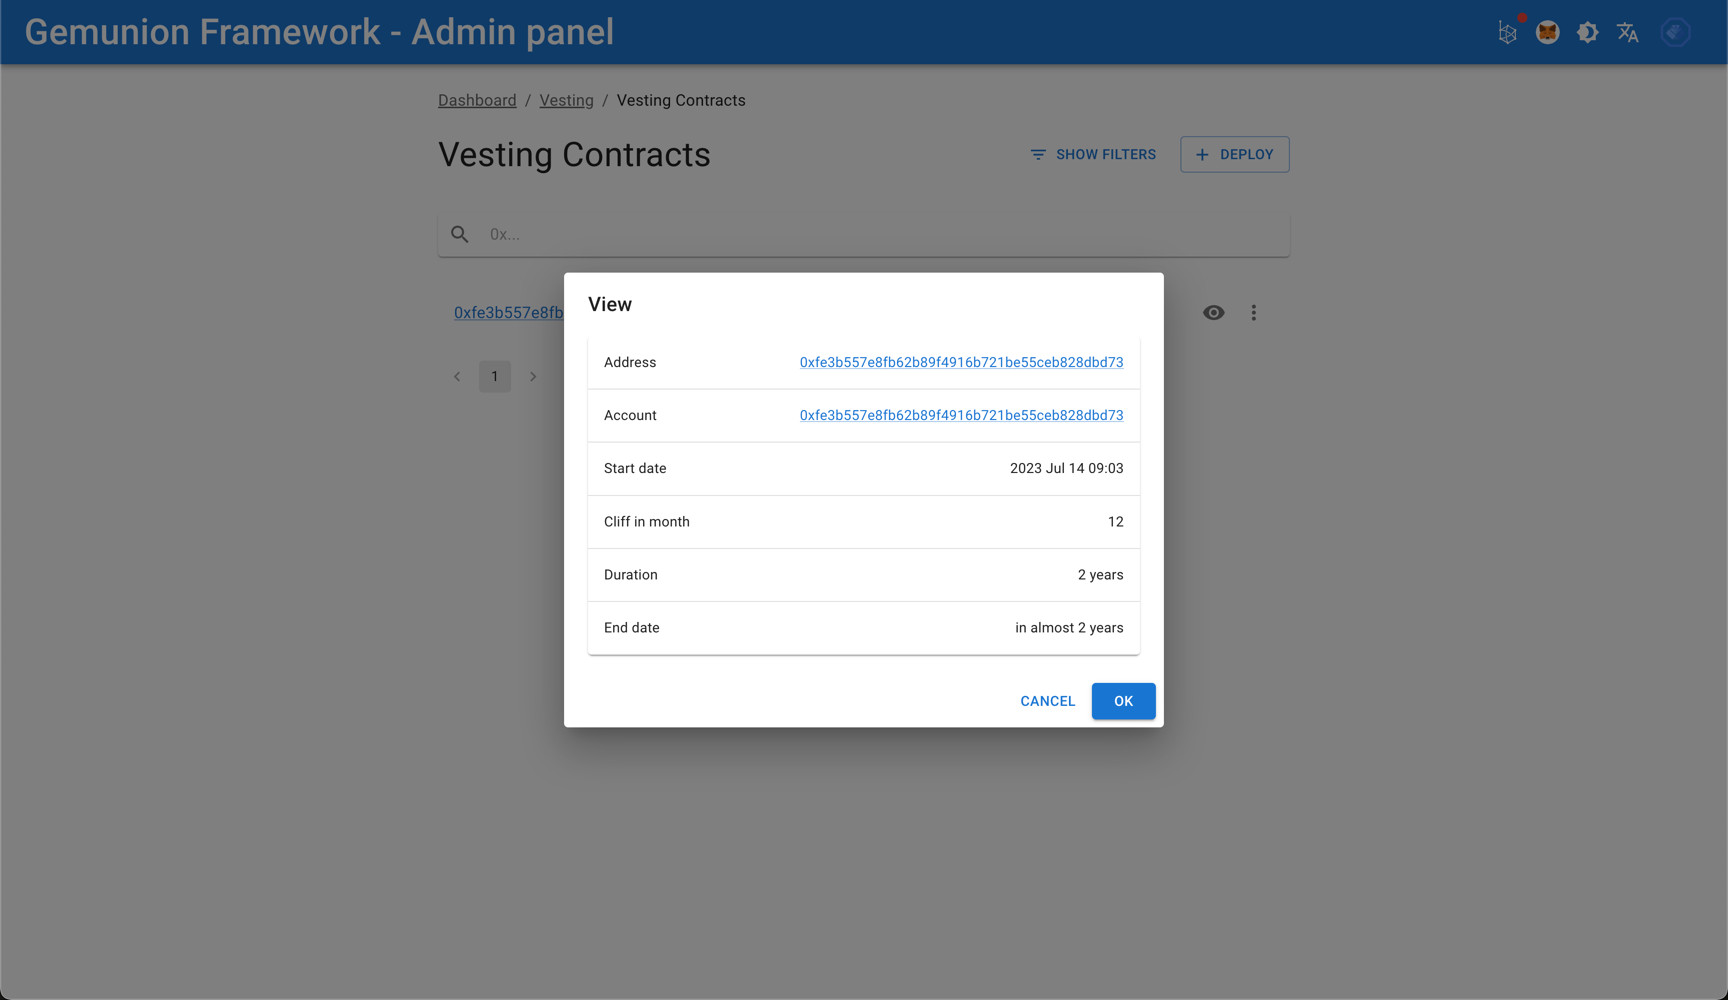 Gemunion Framework - Admin panel
Dashboard / Vesting / Vesting Contracts
Vesting Contracts
SHOW FILTERS
DEPLOY
0x...
0xfe3b557e8fb
1
View
Address 0xfe3b557e8fb62b89f4916b721be55ceb828dbd73
Account 0xfe3b557e8fb62b89f4916b721be55ceb828dbd73
Start date 2023 Jul 14 09:03
Cliff in month 12
Duration 2 years
End date in almost 2 years
CANCEL OK